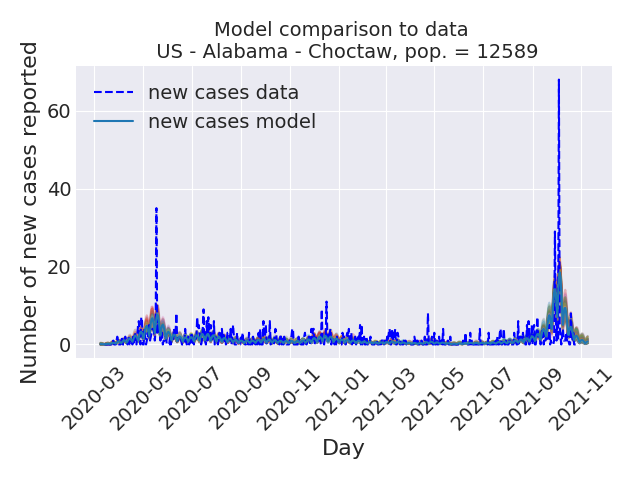 Model comparison to data
US - Alabama - Choctaw, pop. = 12589
new cases data
new cases model
Number of new cases reported
60
40
20
0
2020-03
2020-05
2020-07
2020-09
2020-11
2021-01
2021-03
2021-05
2021-07
2021-09
2021-11
Day